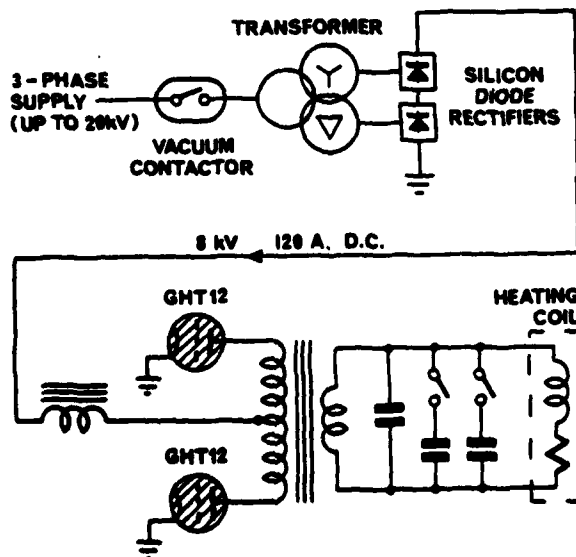 TRANSFORMER
3-PHASE
SUPPLY
(UP TO 20kV)
VACUUM
CONTACTOR
SILICON
DIODE
RECTIFIERS
8 kV 120 A, D.C.
GHT12
HEATING
COIL
GHT12